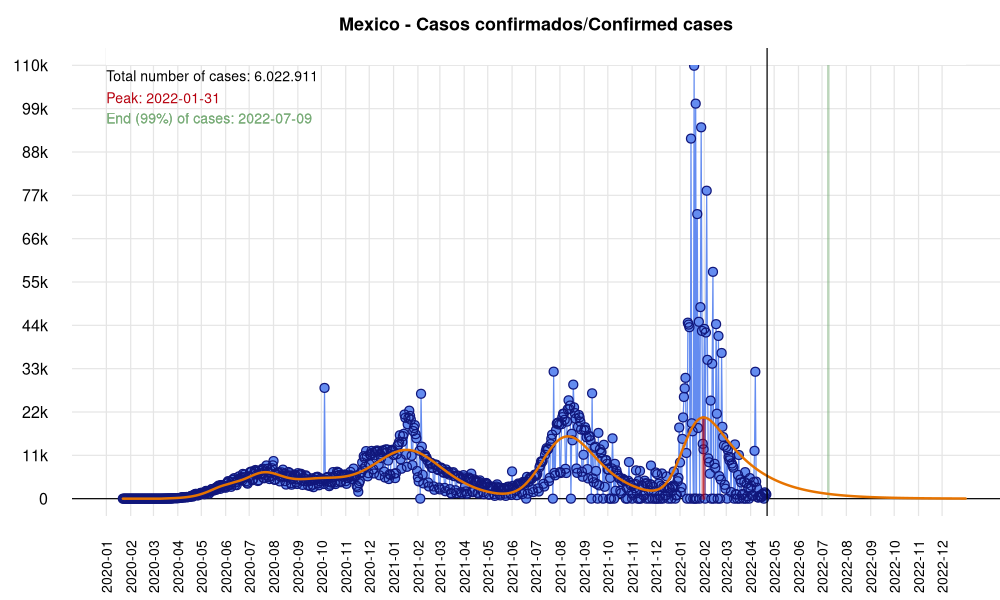 Mexico - Casos confirmados/Confirmed cases
Total number of cases: 6.022.911
Peak: 2022-01-31
End (99%) of cases: 2022-07-09
110k
99k
88k
77k
66k
55k
44k
33k
22k
11k
0
2020-01
2020-02
2020-03
2020-04
2020-05
2020-06
2020-07
2020-08
2020-09
2020-10
2020-11
2020-12
2021-01
2021-02
2021-03
2021-04
2021-05
2021-06
2021-07
2021-08
2021-09
2021-10
2021-11
2021-12
2022-01
2022-02
2022-03
2022-04
2022-05
2022-06
2022-07
2022-08
2022-09
2022-10
2022-11
2022-12